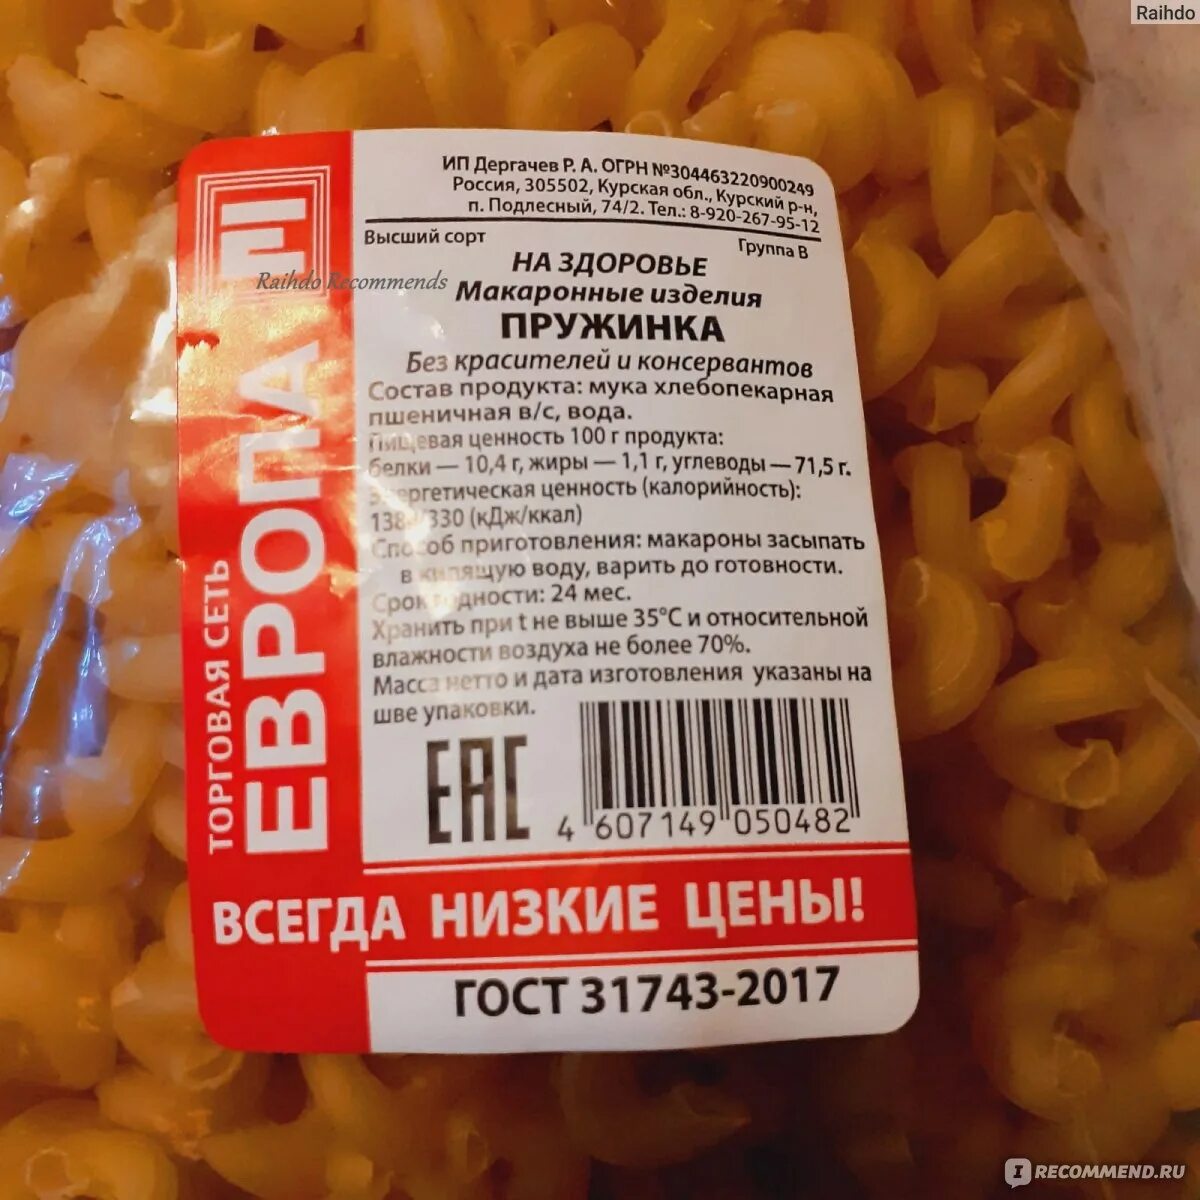 Raihdo
ИП Дергачев Р. А. ОГРН №304463220900249
Россия, 305502, Курская обл., Курский р-н,
п. Подлесный, 74/2. Тел.: 8-920-267-95-12
Высший сорт
Группа В
НА ЗДОРОВЬЕ
Raihdo Recommends
Макаронные изделия
ПРУЖИНКА
Без красителей и консервантов
Состав продукта: мука хлебопекарная
пшеничная в/с, вода.
Пищевая ценность 100 г продукта:
белки — 10,4 г, жиры — 1,1 г, углеводы — 71,5 г.
Энергетическая ценность (калорийность):
/330 (кДж/ккал)
Способ приготовления: макароны засыпать
в кипящую воду, варить до готовности.
Срок годности: 24 мес.
Хранить при t не выше 35°C и относительной
влажности воздуха не более 70%.
Масса нетто и дата изготовления указаны на
шве упаковки.
EAC
4 607149 050482
ТОРГОВАЯ СЕТЬ
ЕВРОПА
ВСЕГДА НИЗКИЕ ЦЕНЫ!
ГОСТ 31743-2017
I RECOMMEND.RU